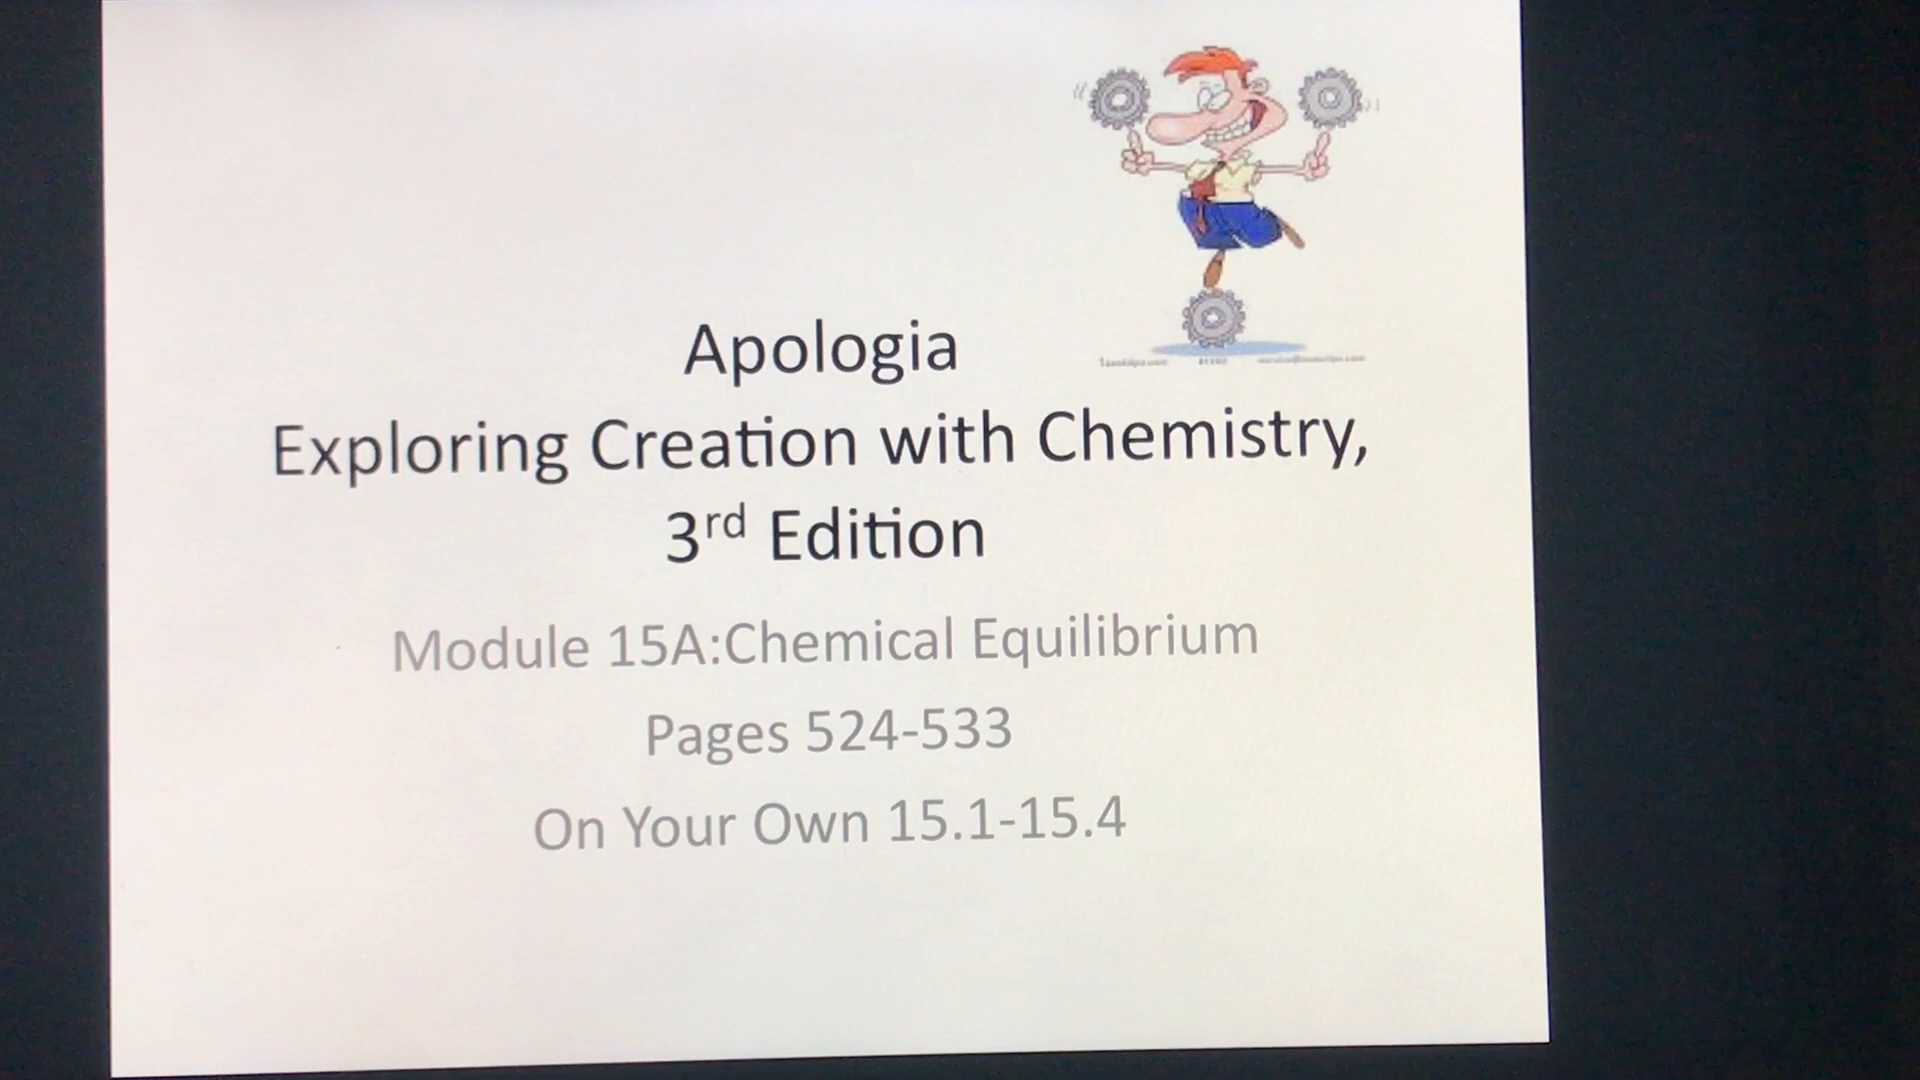 Apologia
Exploring Creation with Chemistry,
3rd Edition
Module 15A:Chemical Equilibrium
Pages 524-533
On Your Own 15.1-15.4